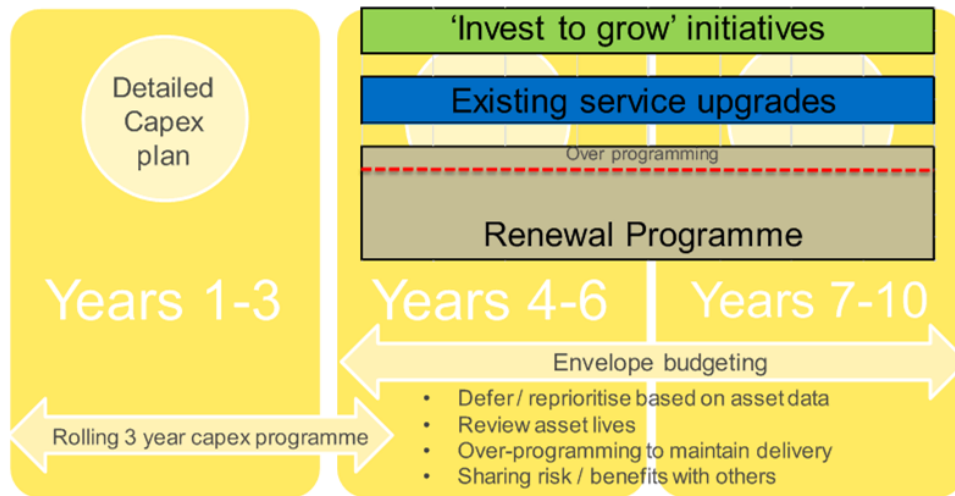 'Invest to grow' initiatives
Detailed
Capex
plan
Existing service upgrades
Over programming
Renewal Programme
Years 1-3
Years 4-6
Years 7-10
Envelope budgeting
• Defer / reprioritise based on asset data
• Review asset lives
• Over-programming to maintain delivery
• Sharing risk / benefits with others
Rolling 3 year capex programme